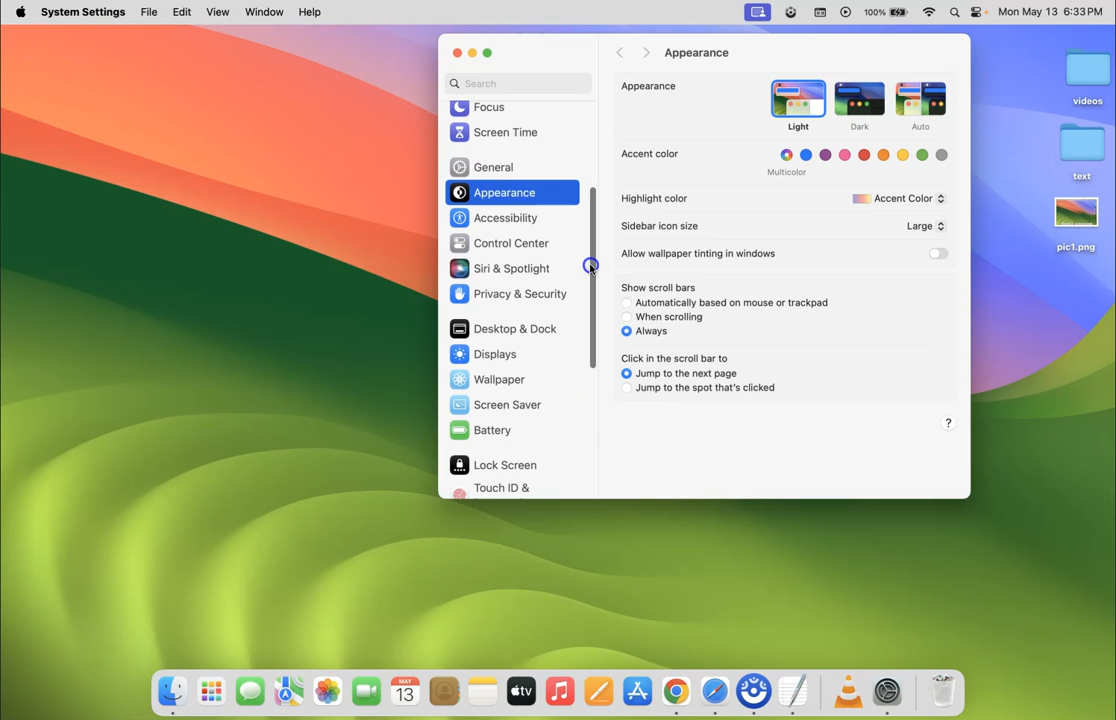 System Settings File Edit View Window Help 100% Mon May 13 6:33 PM
Search
Focus
Screen Time
General
Appearance
Accessibility
Control Center
Siri & Spotlight
Privacy & Security
Desktop & Dock
Displays
Wallpaper
Screen Saver
Battery
Lock Screen
Touch ID &
Appearance
Appearance
Light Dark Auto
Accent color
Multicolor
Highlight color Accent Color
Sidebar icon size Large
Allow wallpaper tinting in windows
Show scroll bars
Automatically based on mouse or trackpad
When scrolling
Always
Click in the scroll bar to
Jump to the next page
Jump to the spot that's clicked
?
videos
text
pic1.png
MAY
13
tv